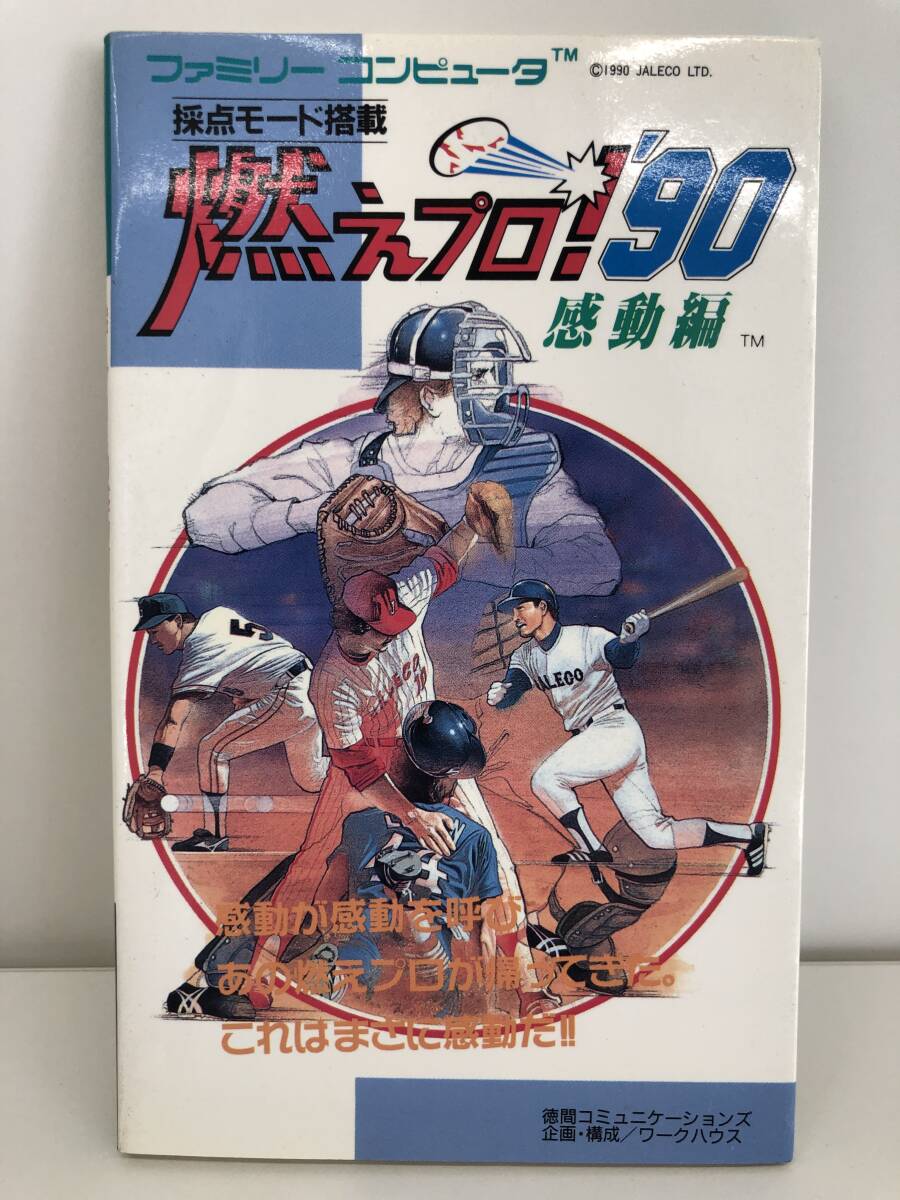 ファミリー コンピュータ™
©1990 JALECO LTD.
採点モード搭載
燃えプロ!'90
感動編
TM
5
JALECO
ALECO
感動が感動を呼び
あの燃えプロが帰ってきた。
これはまさに感動だ!!
徳間コミュニケーションズ
企画・構成／ワークハウス